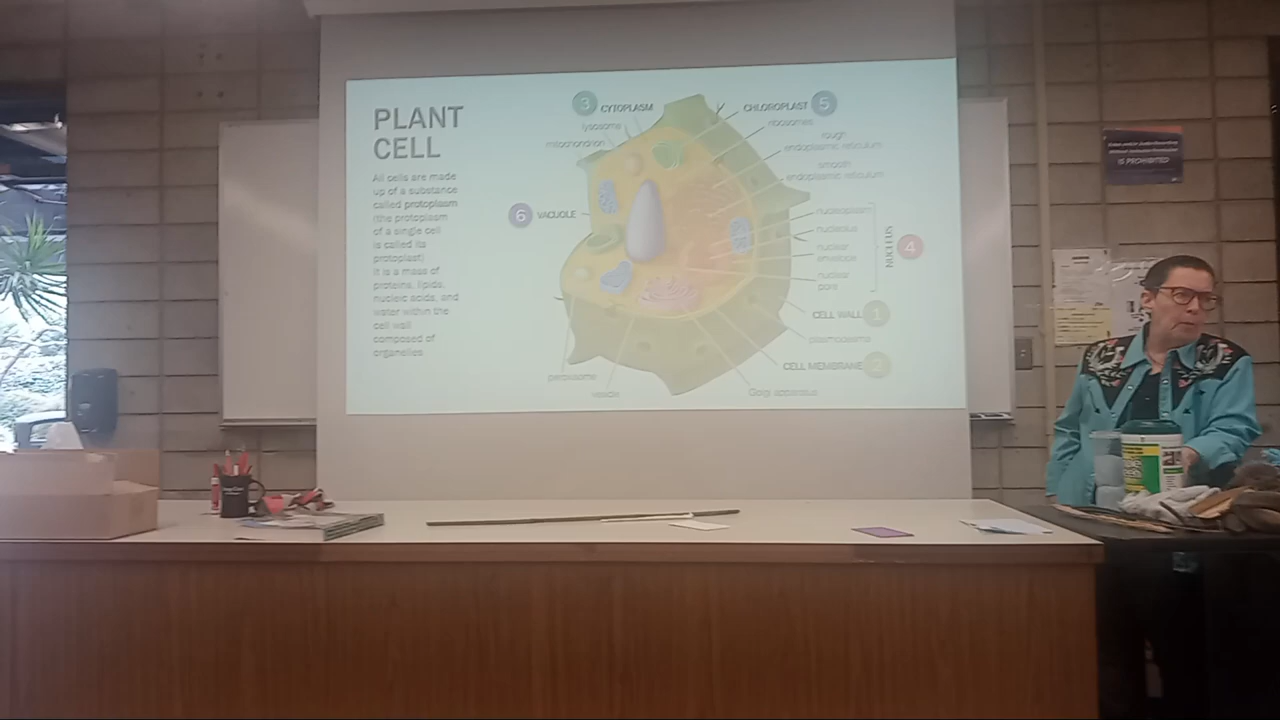 PLANT
CELL
All cells are made
up of a substance
called protoplasm
(the protoplasm
of a single cell
is called its
protoplast)
It is a mass of
proteins, lipids,
nucleic acids, and
water within the
cell wall
composed of
organelles
3 CYTOPLASM
lysosome
mitochondrion
6 VACUOLE
peroxisome
vesicle
CHLOROPLAST 5
ribosomes
rough
endoplasmic reticulum
smooth
endoplasmic reticulum
nucleoplasm
nucleolus
nuclear
envelope
nuclear
pore
NUCLEUS
4
CELL WALL 1
plasmodesma
CELL MEMBRANE 2
Golgi apparatus
IS PROHIBITED